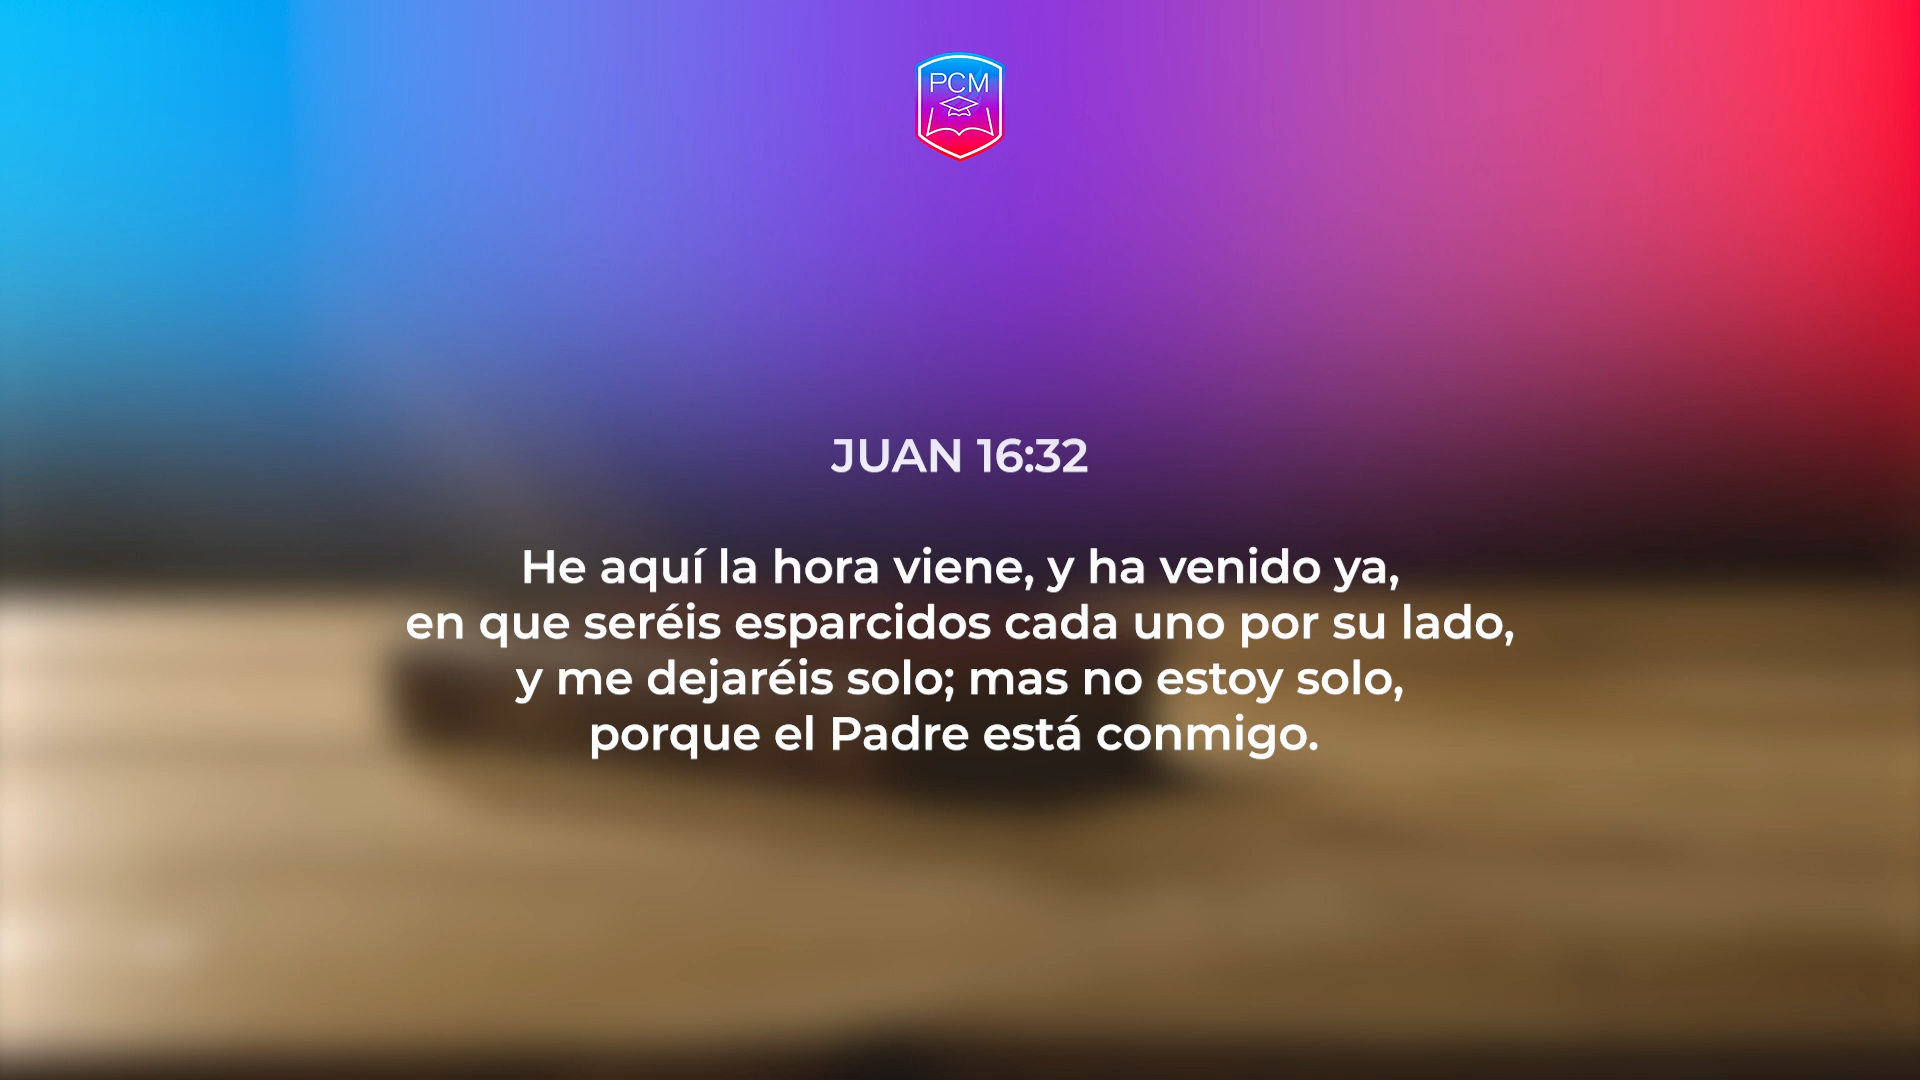 PCM
JUAN 16:32
He aquí la hora viene, y ha venido ya,
en que seréis esparcidos cada uno por su lado,
y me dejaréis solo; mas no estoy solo,
porque el Padre está conmigo.